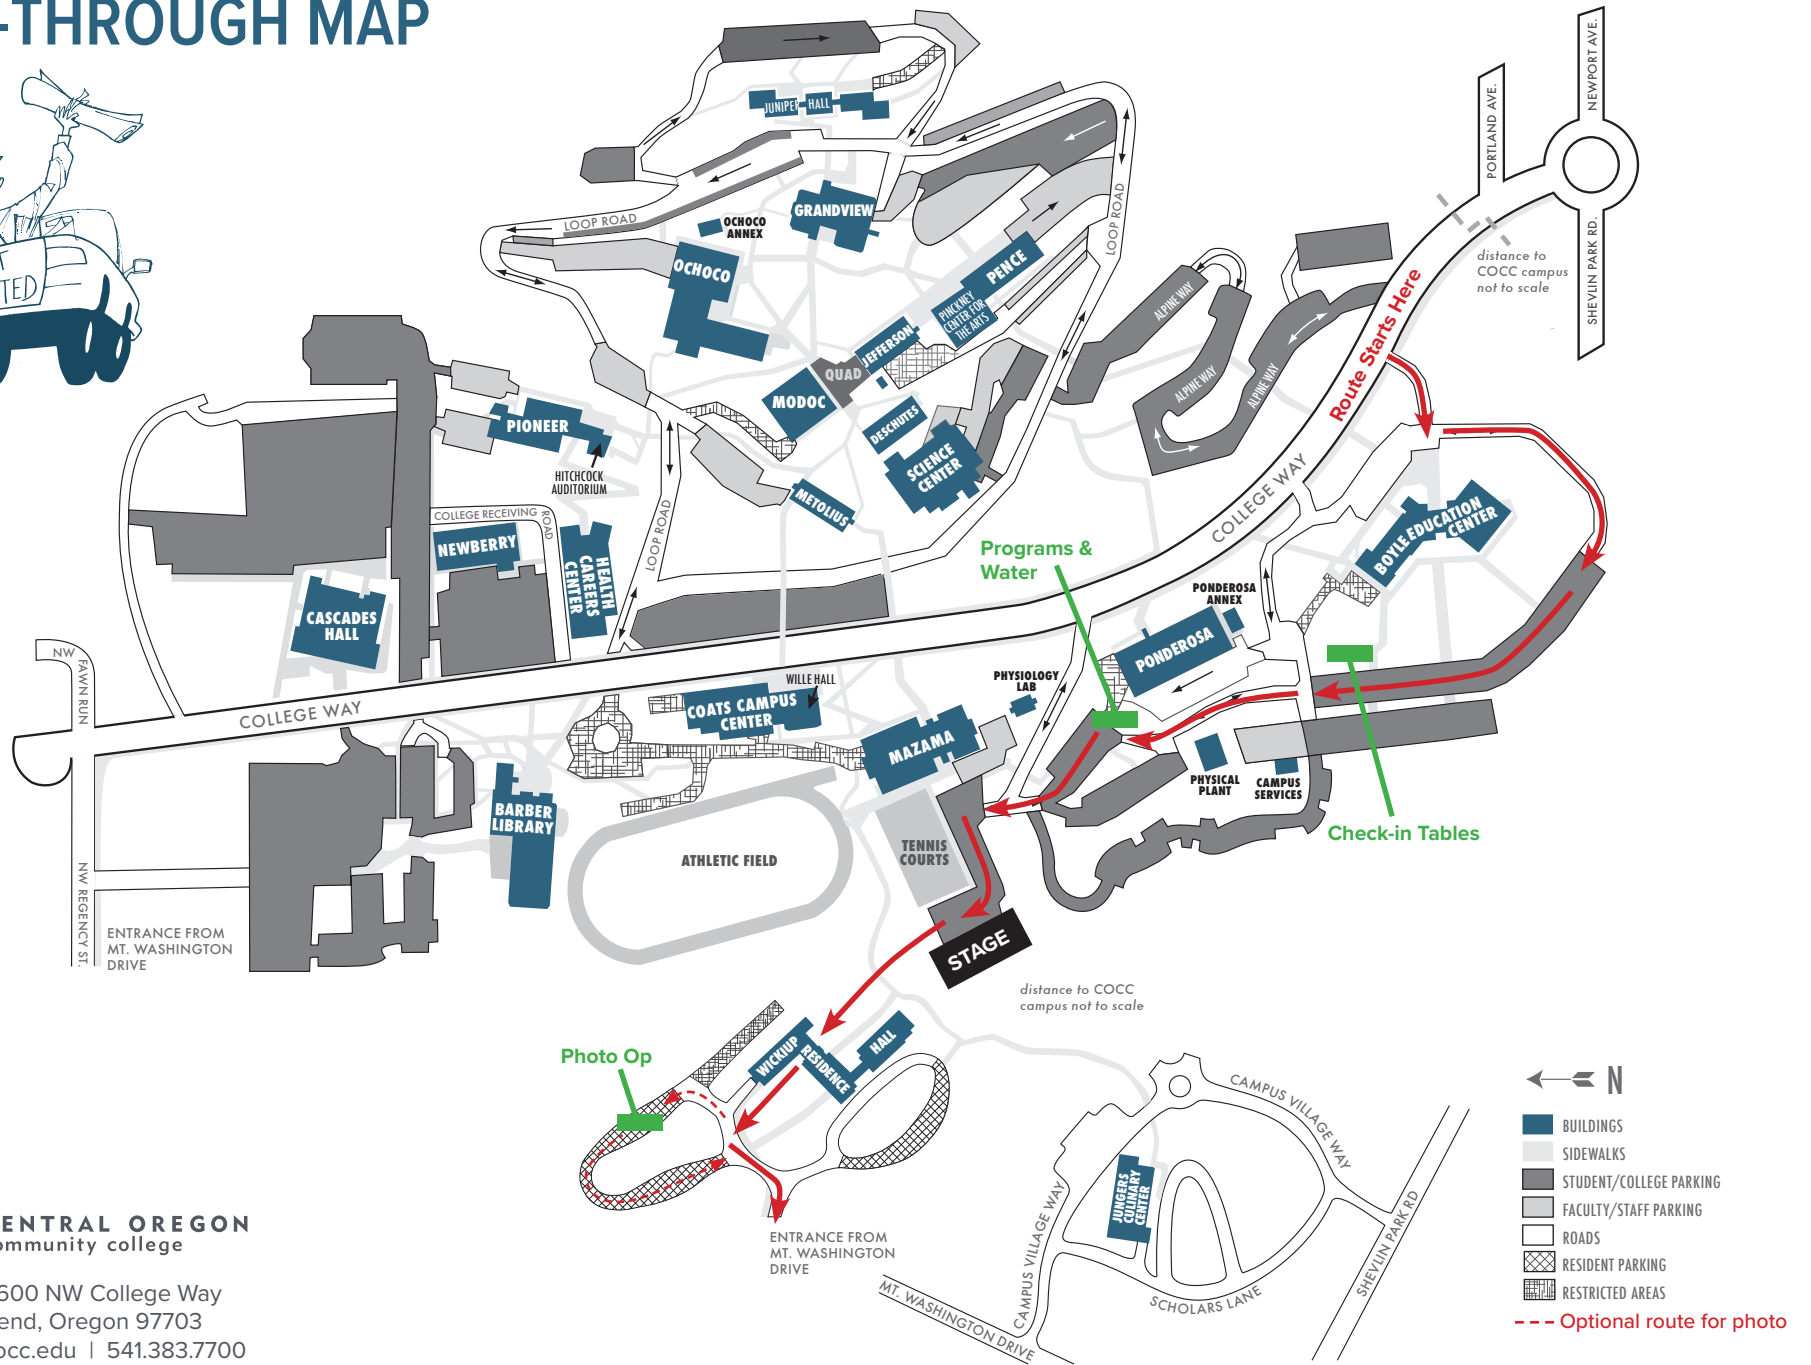 -THROUGH MAP
TED
JUNIPER HALL
LOOP ROAD
OCHOCO
ANNEX
GRANDVIEW
OCHOCO
PENCE
PINCKNEY
CENTER FOR
THE ARTS
JEFFERSON
QUAD
MODOC
DESCHUTES
SCIENCE
CENTER
METOLIUS
LOOP ROAD
LOOP ROAD
ALPINE WAY
ALPINE WAY
ALPINE WAY
PORTLAND AVE.
NEWPORT AVE.
SHEVLIN PARK RD.
distance to
COCC campus
not to scale
Route Starts Here
PIONEER
HITCHCOCK
AUDITORIUM
COLLEGE RECEIVING
ROAD
NEWBERRY
HEALTH
CAREERS
CENTER
CASCADES
HALL
NW
FAWN RUN
COLLEGE WAY
COLLEGE WAY
BOYLE EDUCATION
CENTER
Programs &
Water
PONDEROSA
ANNEX
PONDEROSA
PHYSIOLOGY
LAB
WILLE HALL
COATS CAMPUS
CENTER
MAZAMA
PHYSICAL
PLANT
CAMPUS
SERVICES
Check-in Tables
BARBER
LIBRARY
ATHLETIC FIELD
TENNIS
COURTS
NW REGENCY ST.
ENTRANCE FROM
MT. WASHINGTON
DRIVE
STAGE
distance to COCC
campus not to scale
Photo Op
WICKIUP
RESIDENCE
HALL
ENTRANCE FROM
MT. WASHINGTON
DRIVE
CAMPUS VILLAGE WAY
CAMPUS VILLAGE WAY
JUNGERS
CULINARY
CENTER
SCHOLARS LANE
MT. WASHINGTON DRIVE
SHEVLIN PARK RD
N
BUILDINGS
SIDEWALKS
STUDENT/COLLEGE PARKING
FACULTY/STAFF PARKING
ROADS
RESIDENT PARKING
RESTRICTED AREAS
Optional route for photo
ENTRAL OREGON
ommunity college
600 NW College Way
end, Oregon 97703
occ.edu | 541.383.7700